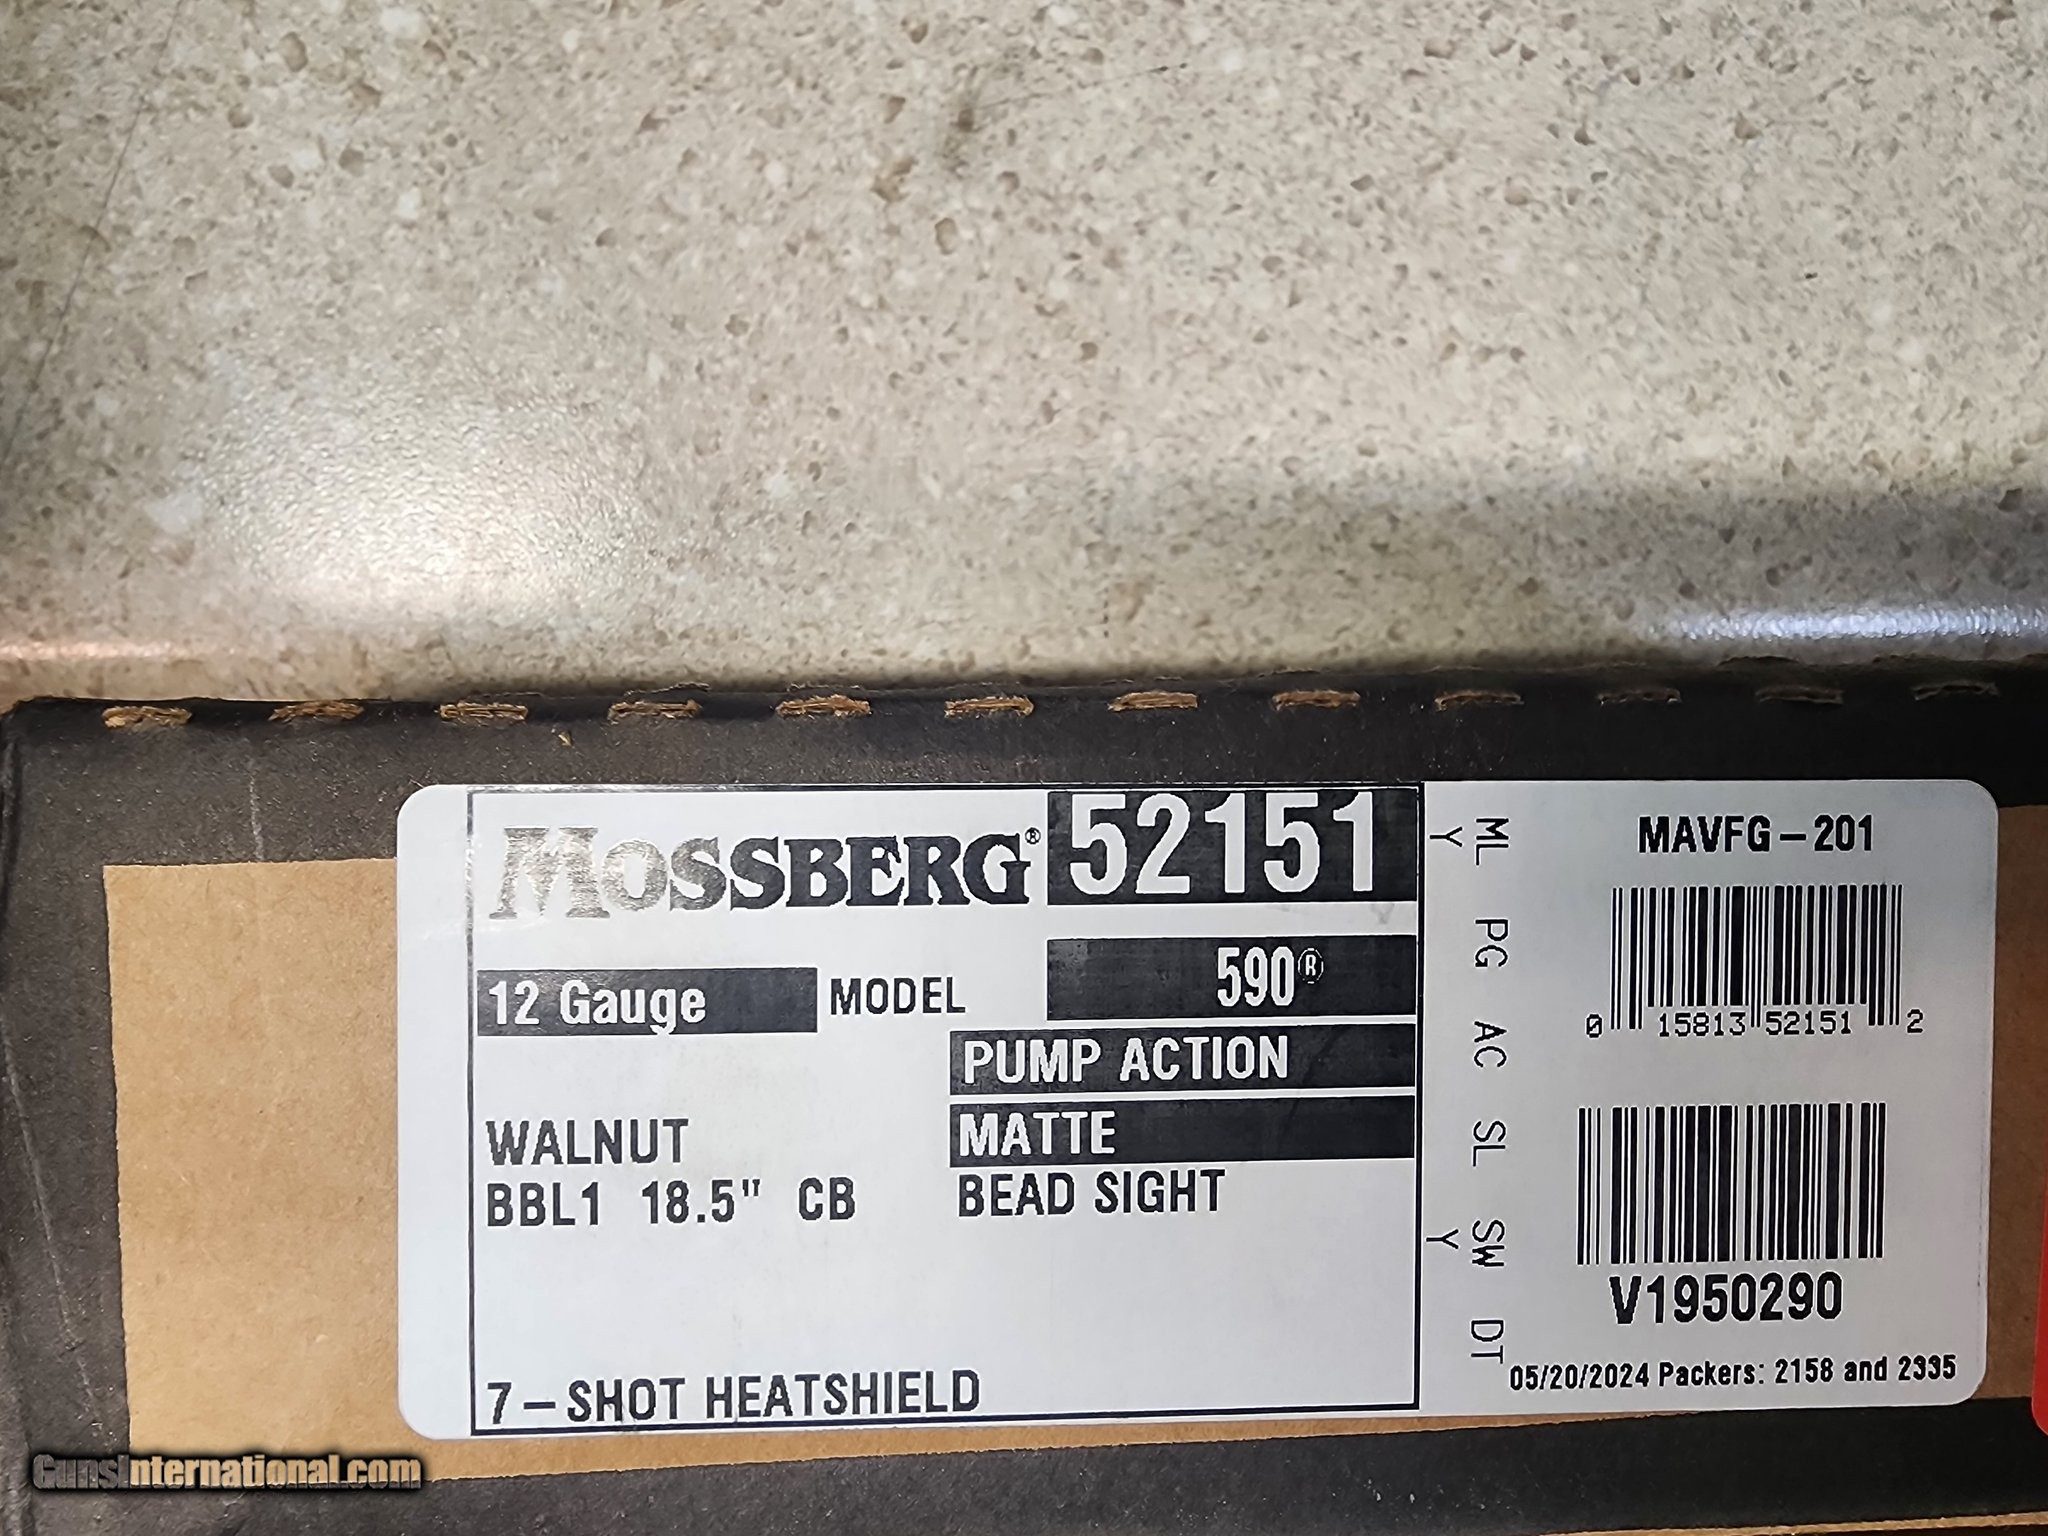 MOSSBERG® 52151
12 Gauge MODEL 590®
PUMP ACTION
WALNUT MATTE
BBL1 18.5" CB BEAD SIGHT
7-SHOT HEATSHIELD
ML PG AC SL SW DT
Y Y
MAVFG-201
0 15813 52151 2
V1950290
05/20/2024 Packers: 2158 and 2335
GunsInternational.com